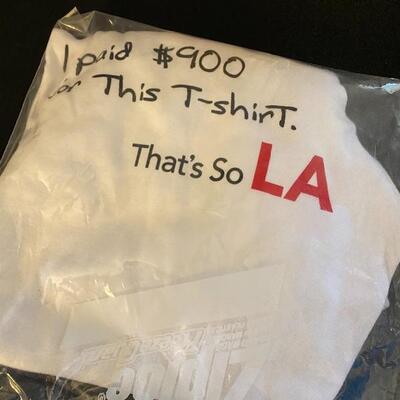 I paid $900
for This T-shirT.
That's So LA